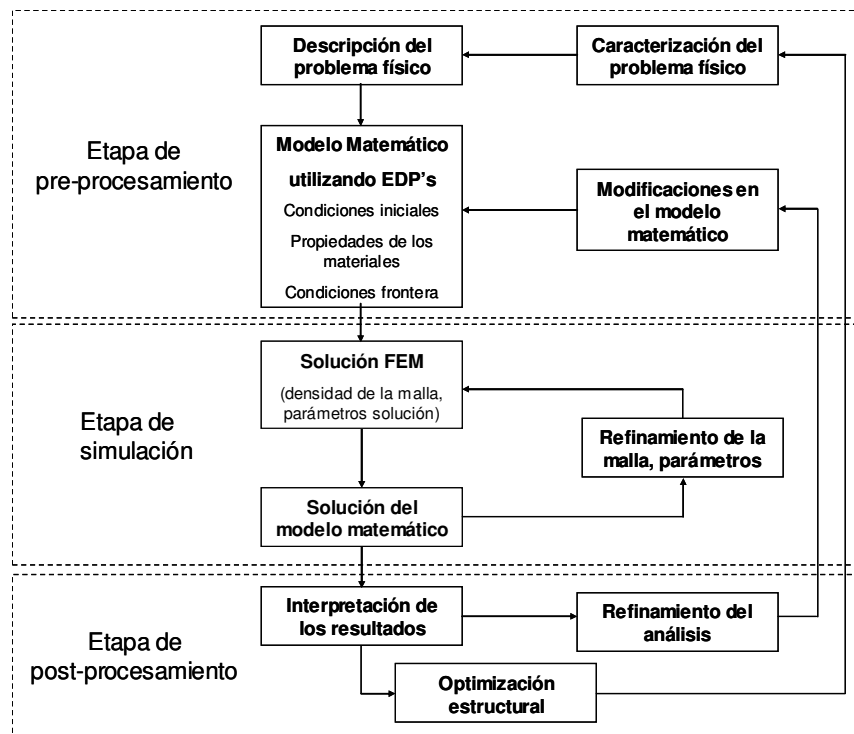 Descripción del
problema físico
Caracterización del
problema físico
Etapa de
pre-procesamiento
Modelo Matemático
utilizando EDP's
Condiciones iniciales
Propiedades de los
materiales
Condiciones frontera
Modificaciones en
el modelo
matemático
Etapa de
simulación
Solución FEM
(densidad de la malla,
parámetros solución)
Refinamiento de la
malla, parámetros
Solución del
modelo matemático
Etapa de
post-procesamiento
Interpretación de
los resultados
Refinamiento del
análisis
Optimización
estructural